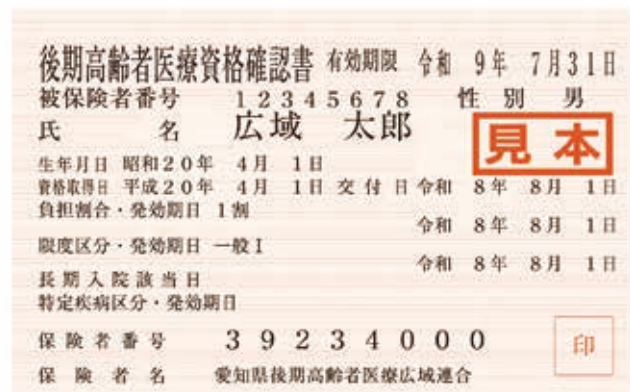 後期高齢者医療資格確認書 有効期限 令和 9年 7月31日
被保険者番号 12345678 性別 男
氏名 広域 太郎
見本
生年月日 昭和20年 4月 1日
資格取得日 平成20年 4月 1日 交付日 令和 8年 8月 1日
負担割合・発効期日 1割
令和 8年 8月 1日
限度区分・発効期日 一般Ⅰ
令和 8年 8月 1日
長期入院該当日
特定疾病区分・発効期日
保険者番号 39234000
印
保険者名 愛知県後期高齢者医療広域連合